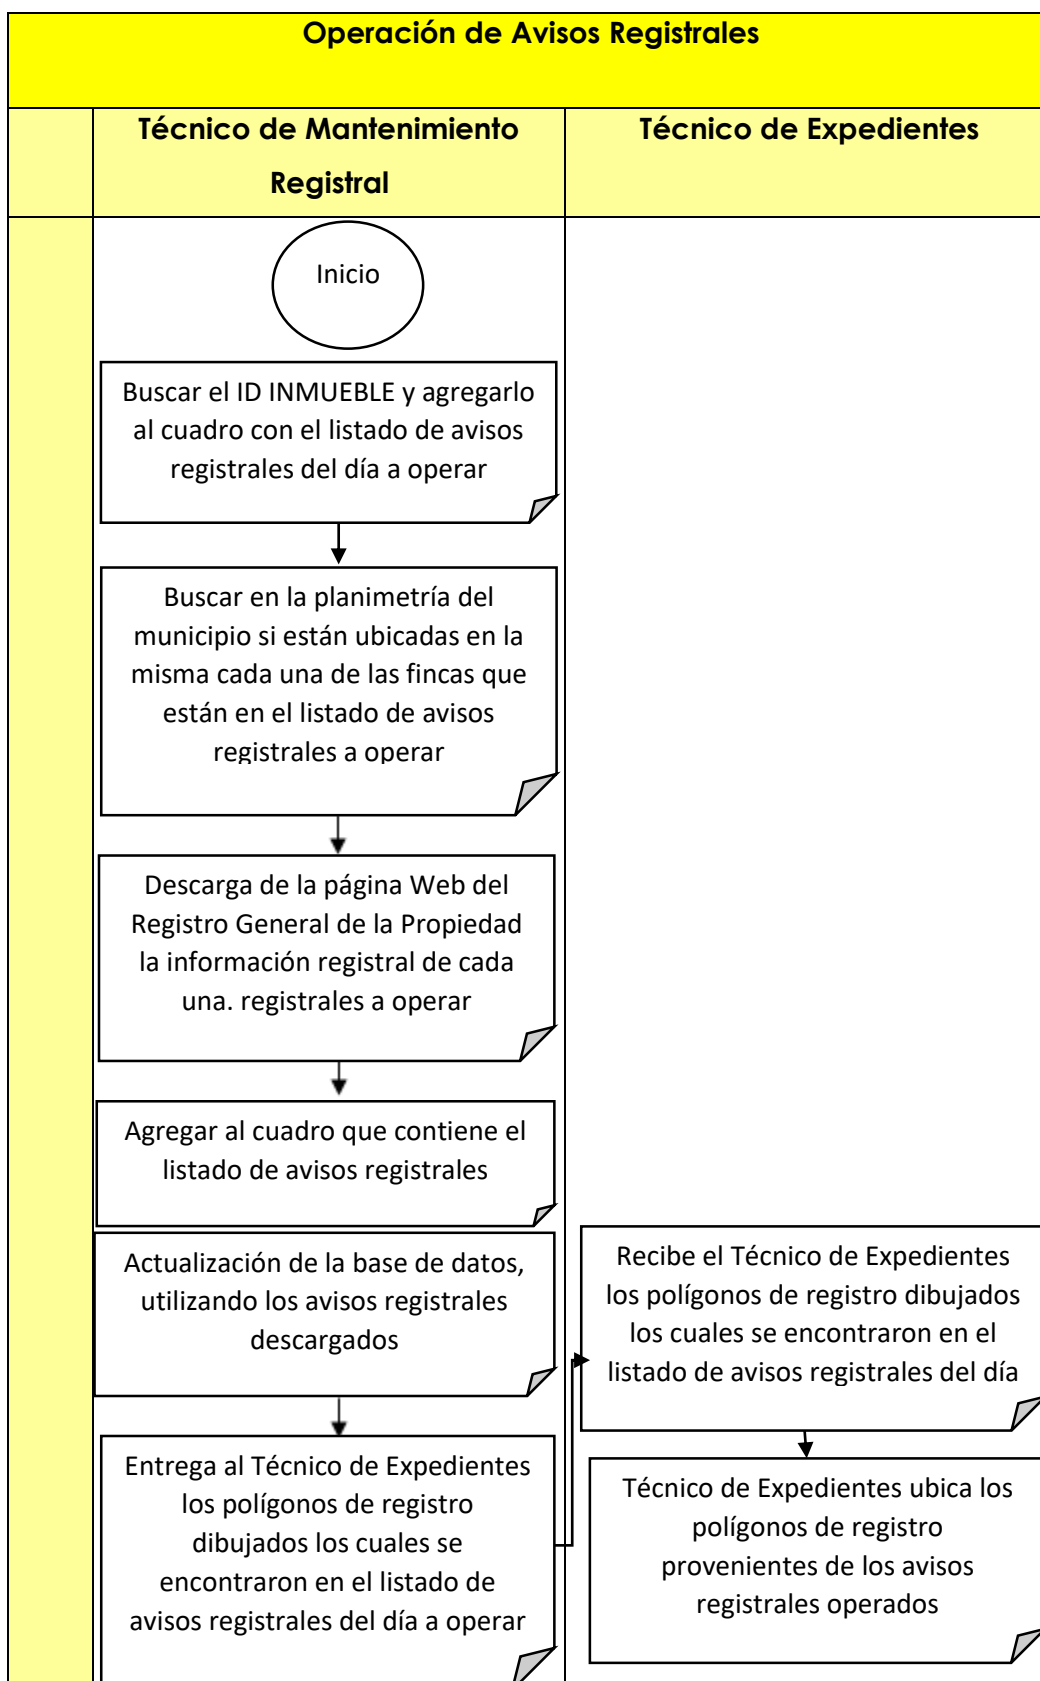 Operación de Avisos Registrales
Técnico de Mantenimiento
Registral
Técnico de Expedientes
Inicio
Buscar el ID INMUEBLE y agregarlo
al cuadro con el listado de avisos
registrales del día a operar
Buscar en la planimetría del
municipio si están ubicadas en la
misma cada una de las fincas que
están en el listado de avisos
registrales a operar
Descarga de la página Web del
Registro General de la Propiedad
la información registral de cada
una. registrales a operar
Agregar al cuadro que contiene el
listado de avisos registrales
Actualización de la base de datos,
utilizando los avisos registrales
descargados
Entrega al Técnico de Expedientes
los polígonos de registro
dibujados los cuales se
encontraron en el listado de
avisos registrales del día a operar
Recibe el Técnico de Expedientes
los polígonos de registro dibujados
los cuales se encontraron en el
listado de avisos registrales del día
Técnico de Expedientes ubica los
polígonos de registro
provenientes de los avisos
registrales operados